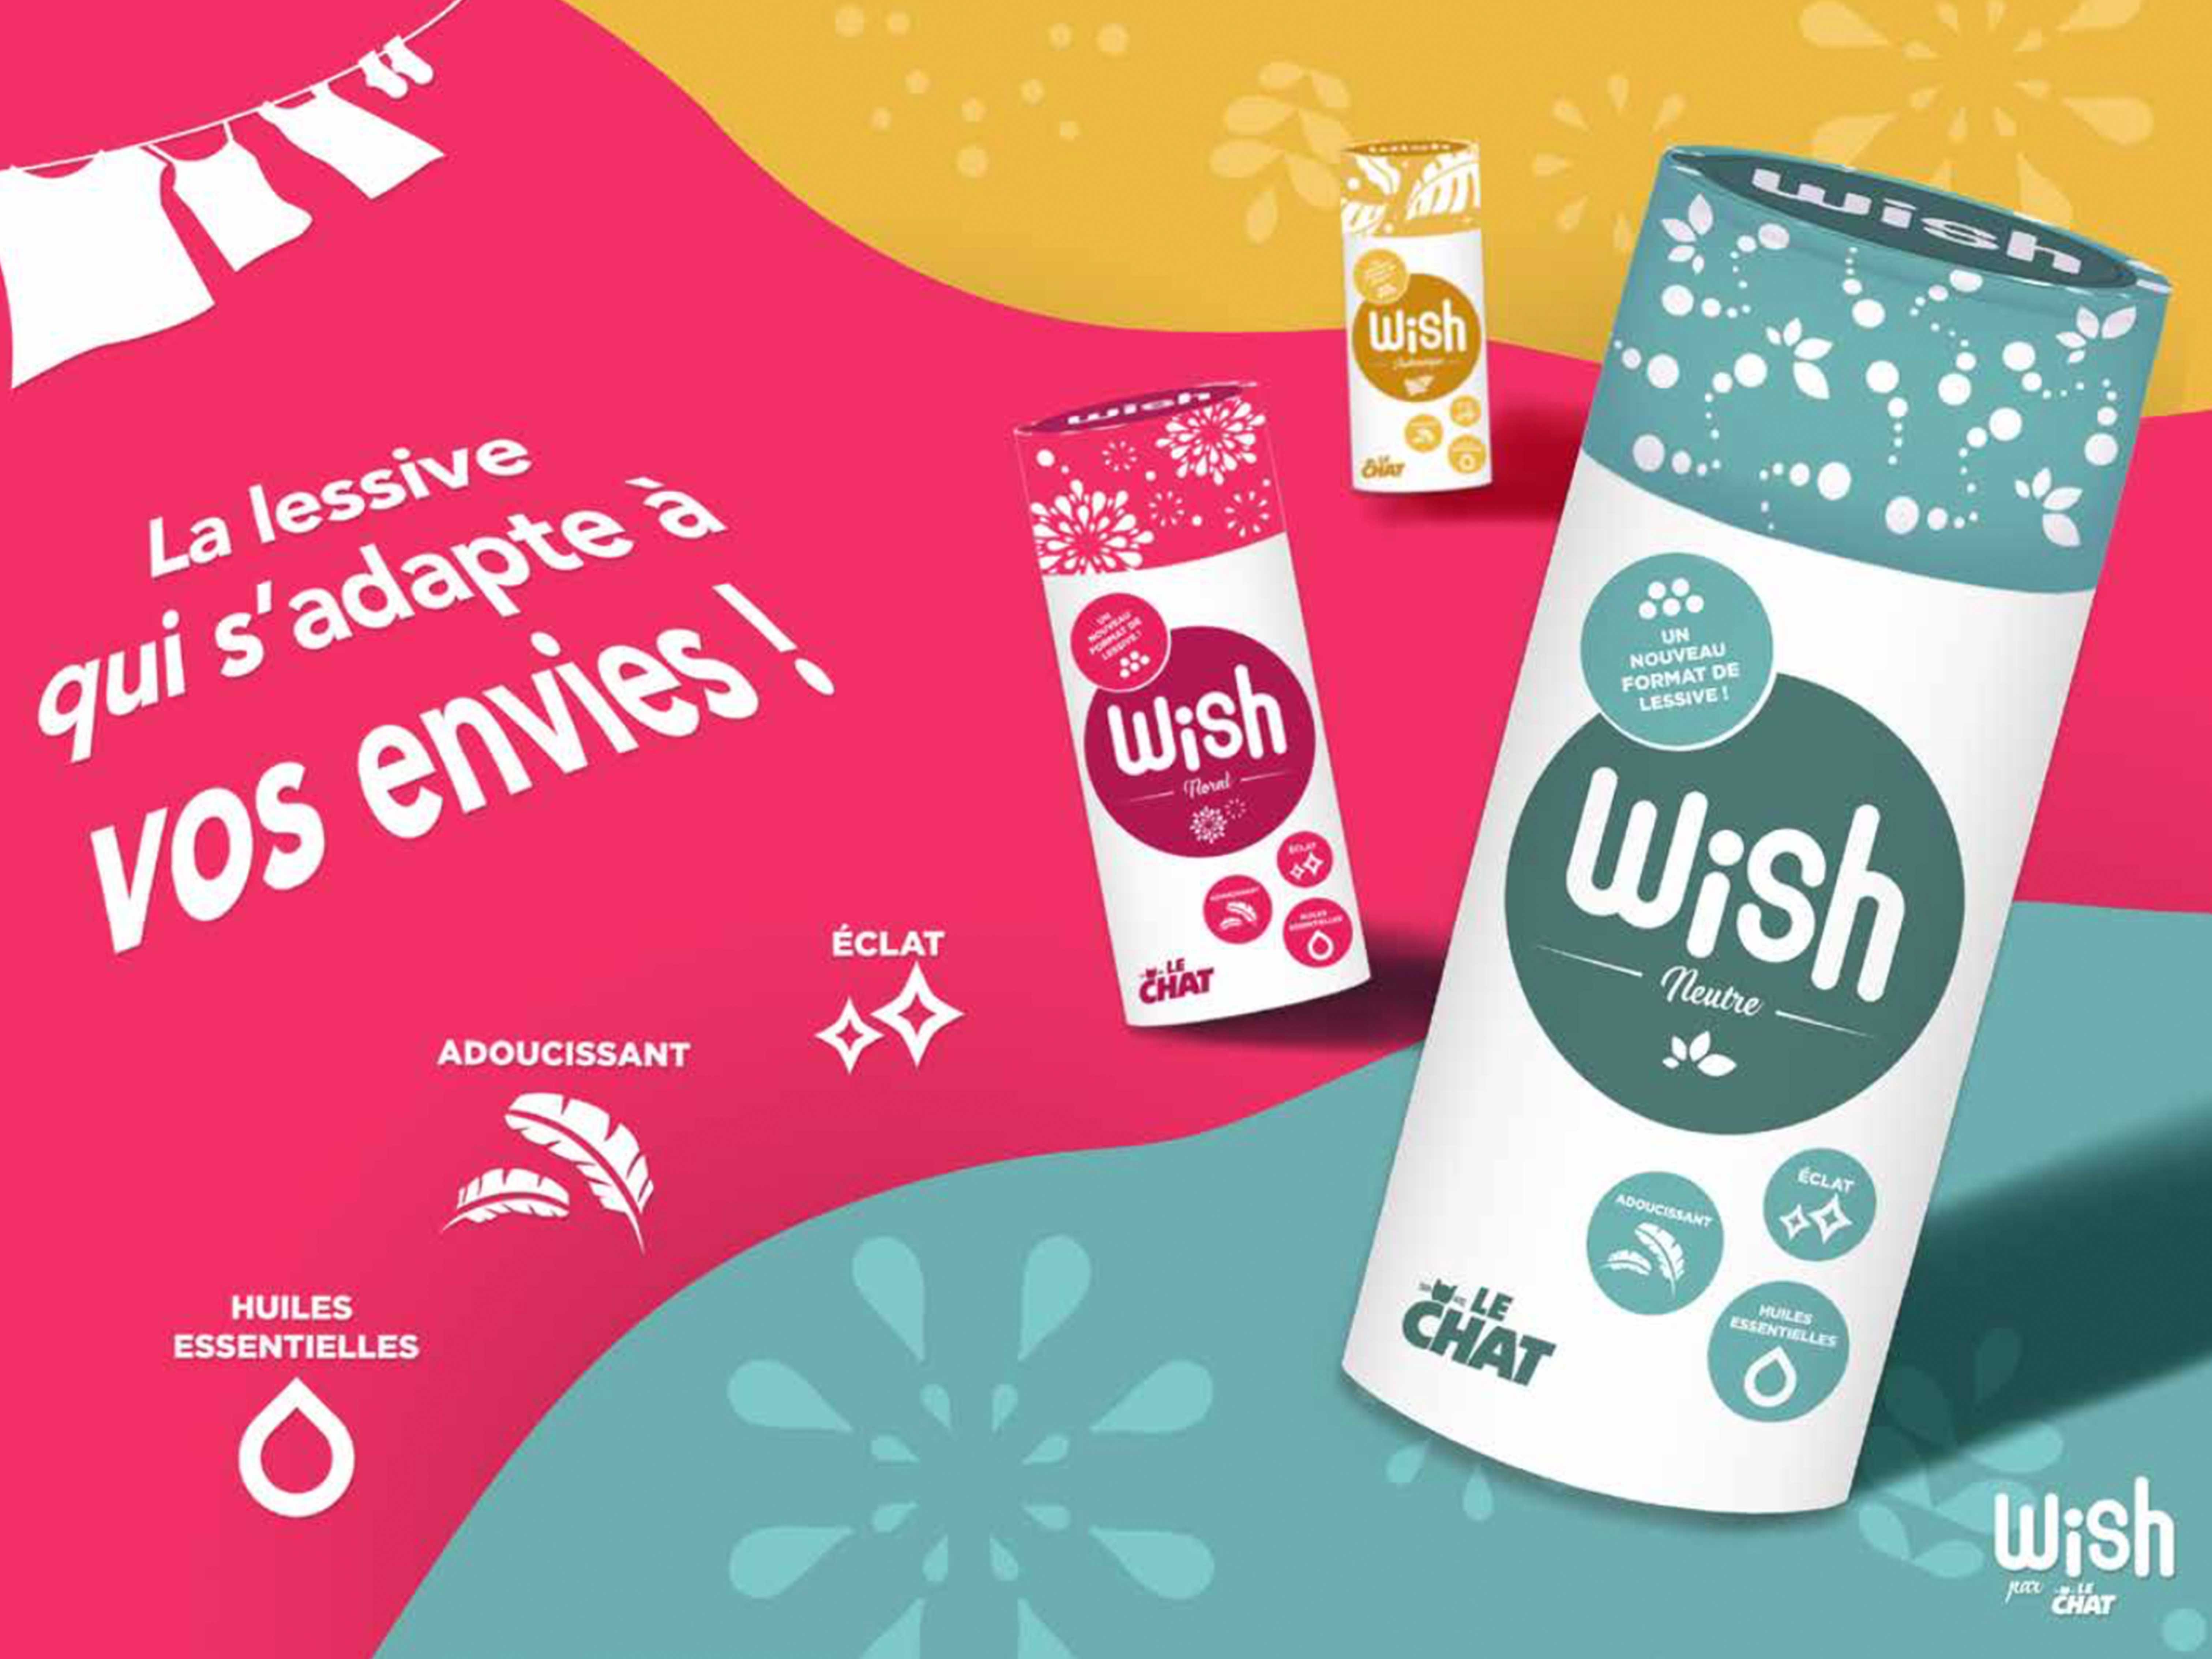 La lessive
qui s'adapte à
vos envies !
ÉCLAT
ADOUCISSANT
HUILES
ESSENTIELLES
wish
wish
wish
LE
CHAT
wish
UN
NOUVEAU
FORMAT DE
LESSIVE !
wish
Floral
ÉCLAT
ADOUCISSANT
HUILES
ESSENTIELLES
LE
CHAT
UN
NOUVEAU
FORMAT DE
LESSIVE !
wish
Neutre
ÉCLAT
ADOUCISSANT
HUILES
ESSENTIELLES
LE
CHAT
wish
par LE
CHAT